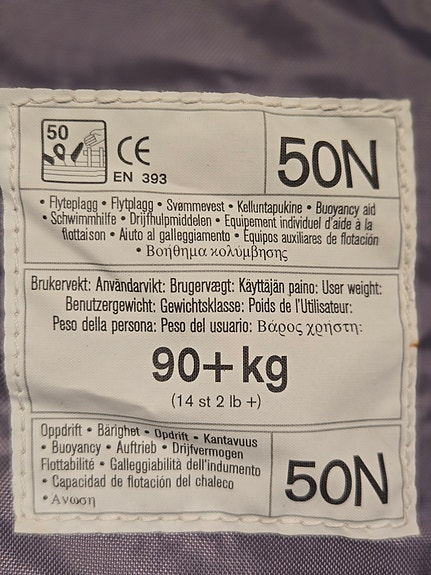 50
CE
EN 393
50N
• Flyteplagg • Flytplagg • Svømmevest • Kelluntapukine • Buoyancy aid
• Schwimmhilfe • Drijfhulpmiddelen • Equipement individuel d'aide à la
flottaison • Aiuto al galleggiamento • Equipos auxiliares de flotación
• Βοήθημα κολύμβησης
Brukervekt: Användarvikt: Brugervægt: Käyttäjän paino: User weight:
Benutzergewicht: Gewichtsklasse: Poids de l'Utilisateur:
Peso della persona: Peso del usuario: Βάρος χρήστη:
90+kg
(14 st 2 lb +)
Oppdrift • Bärighet • Opdrift • Kantavuus
• Buoyancy • Auftrieb • Drijfvermogen
Flottabilité • Galleggiabilità dell'indumento
• Capacidad de flotación del chaleco
• Ανωση
50N